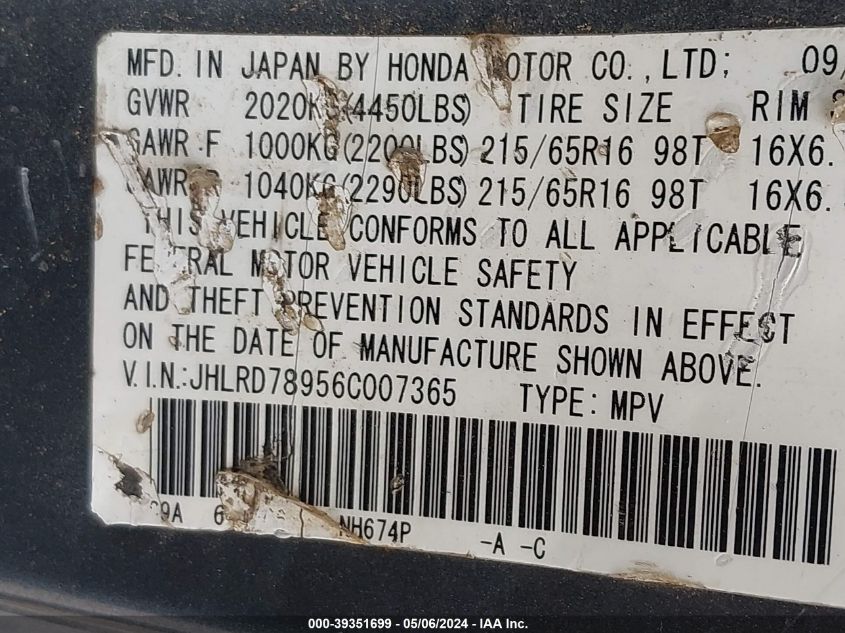 MFD. IN JAPAN BY HONDA MOTOR CO., LTD; 09/
GVWR 2020KG(4450LBS) TIRE SIZE RIM
GAWR F 1000KG(2200LBS) 215/65R16 98T 16X6.
GAWR 1040KG(2290LBS) 215/65R16 98T 16X6.
THIS VEHICLE CONFORMS TO ALL APPLICABLE
FEDERAL MOTOR VEHICLE SAFETY
AND THEFT PREVENTION STANDARDS IN EFFECT
ON THE DATE OF MANUFACTURE SHOWN ABOVE.
V.I.N.:JHLRD78956C007365 TYPE: MPV
9A 6 NH674P -A -C
000-39351699 / 05/06/2024 - IAA Inc.